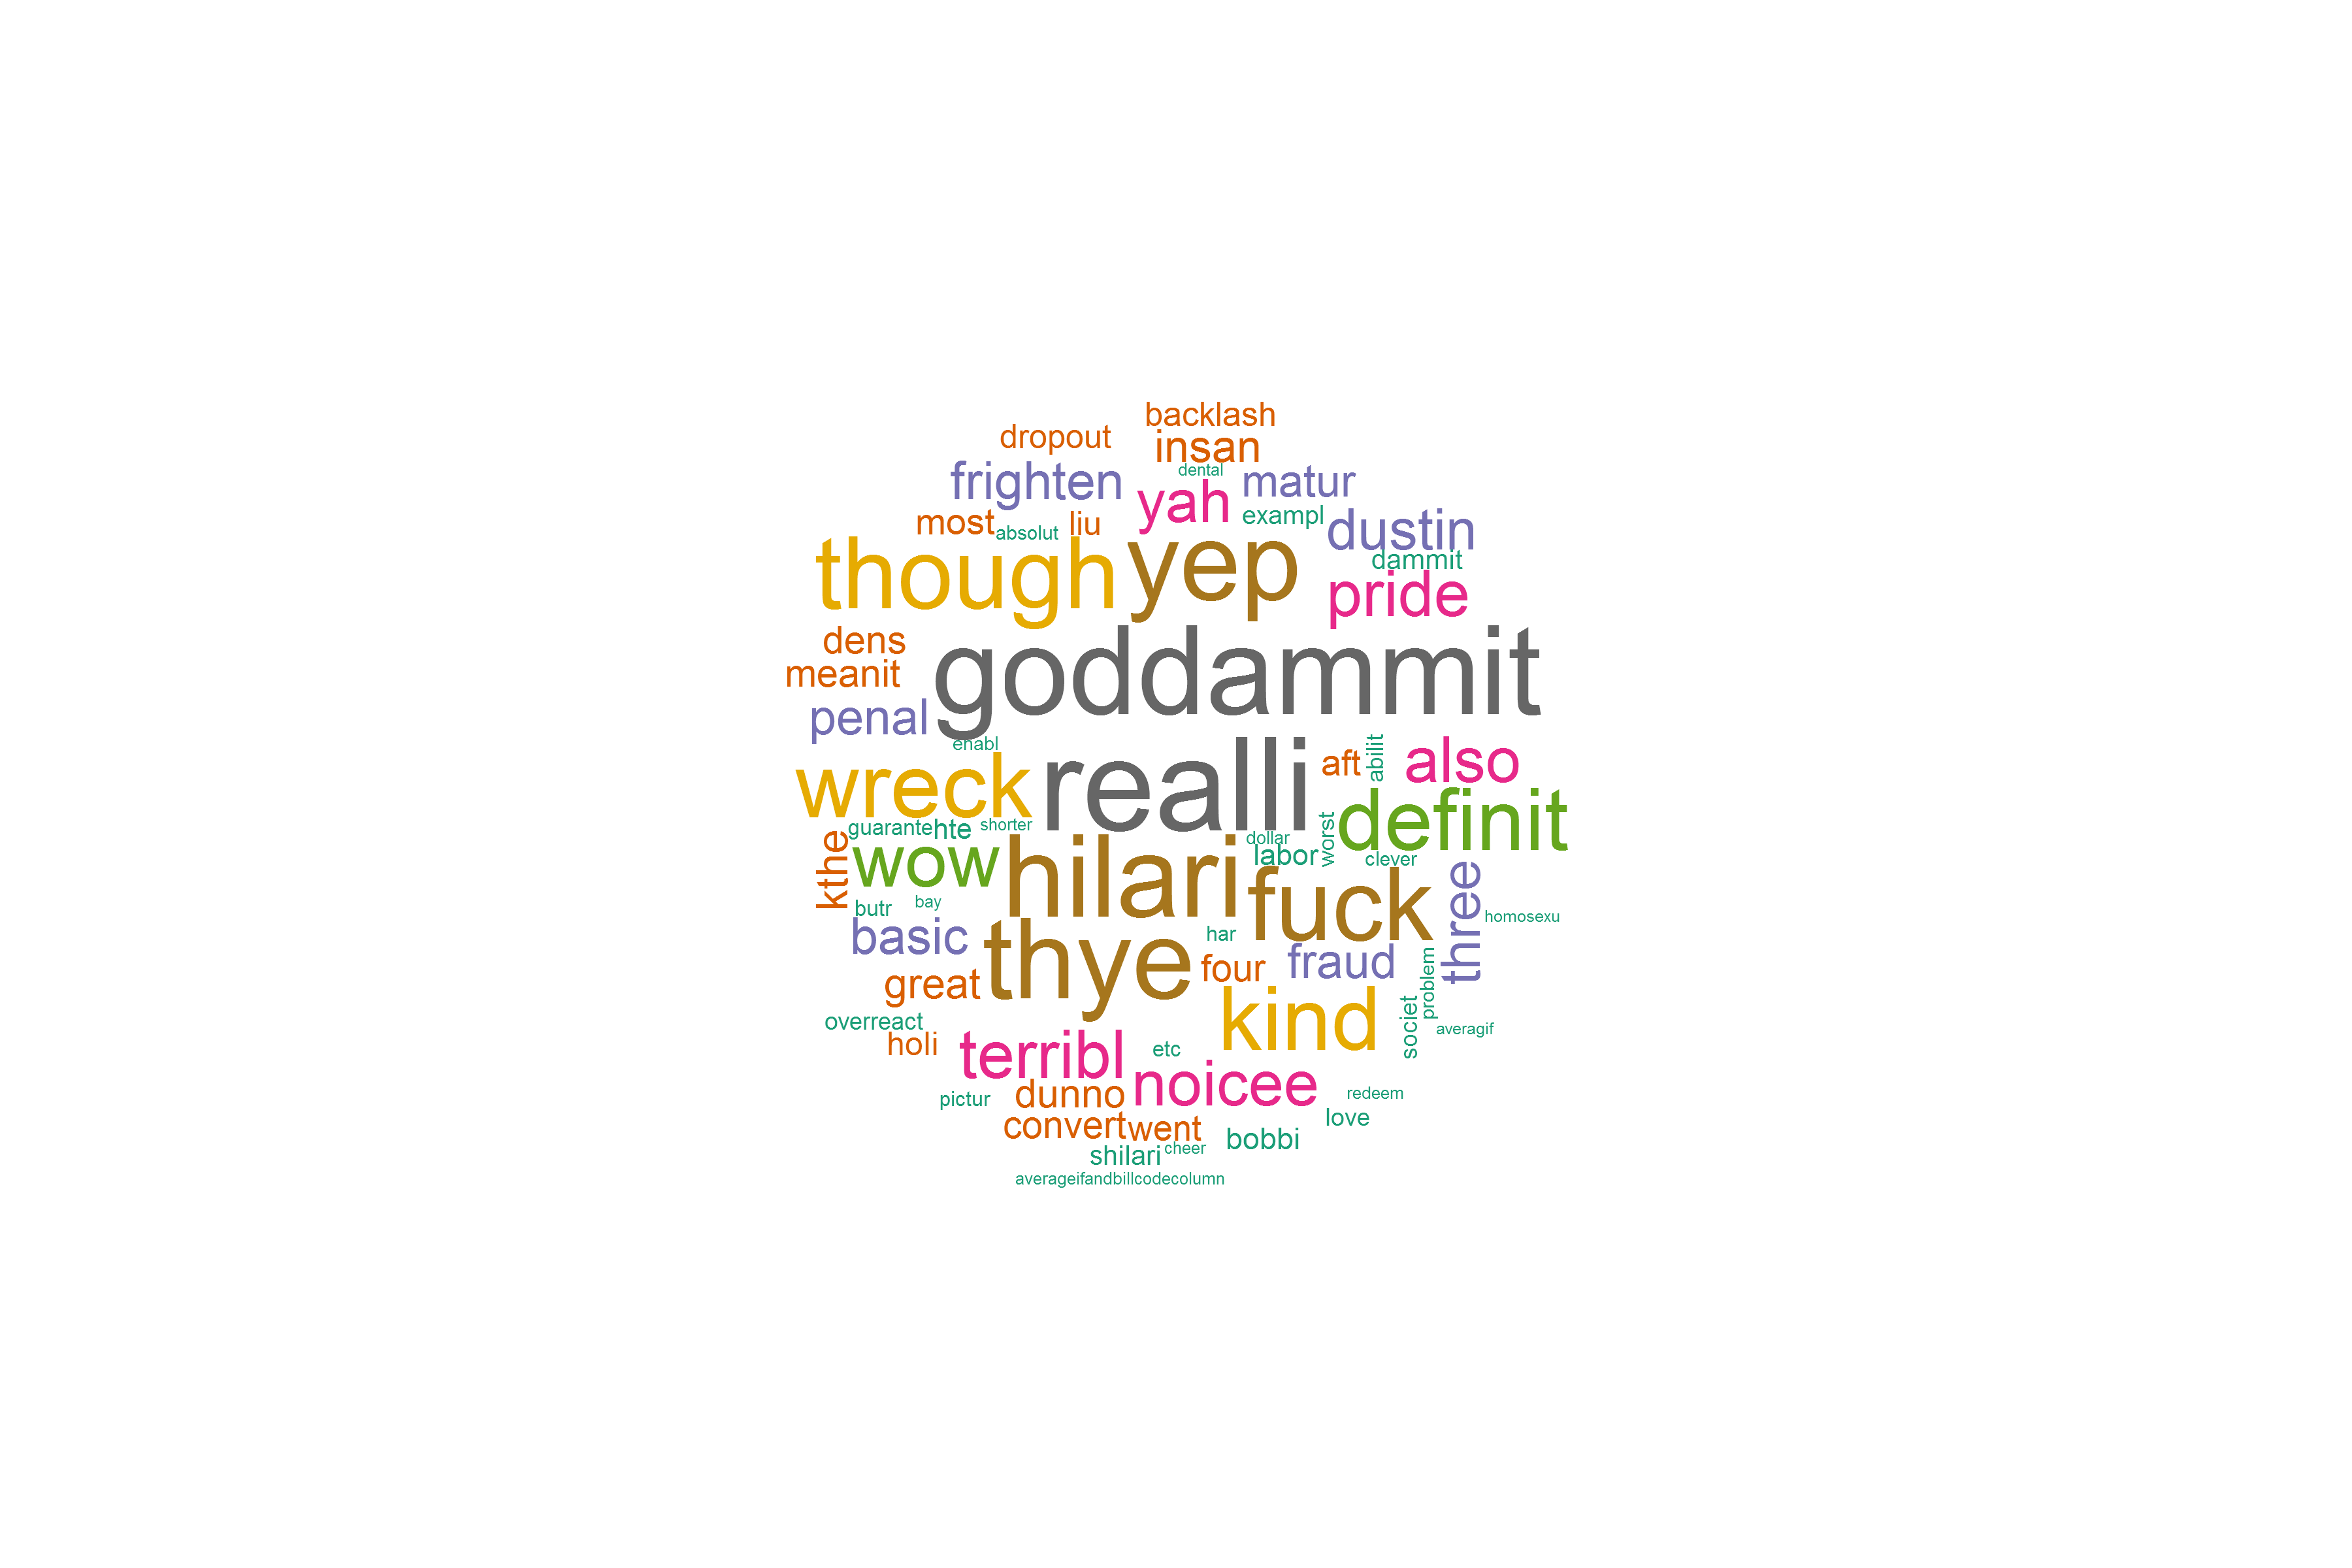 backlash
dropout
insan
frighten
dental
matur
yah
most
absolut
liu
exampl
dustin
though
yep
dammit
pride
dens
goddammit
meanit
penal
enabl
realli
aft
abilit
also
wreck
definit
guarante
hte
shorter
dollar
worst
kthe
wow
hilari
labor
clever
fuck
three
butr
bay
homosexu
basic
thye
har
fraud
four
problem
great
kind
societ
overreact
averagif
holi
terribl
etc
noicee
pictur
dunno
redeem
convert
went
love
bobbi
shilari
cheer
averageifandbillcodecolumn